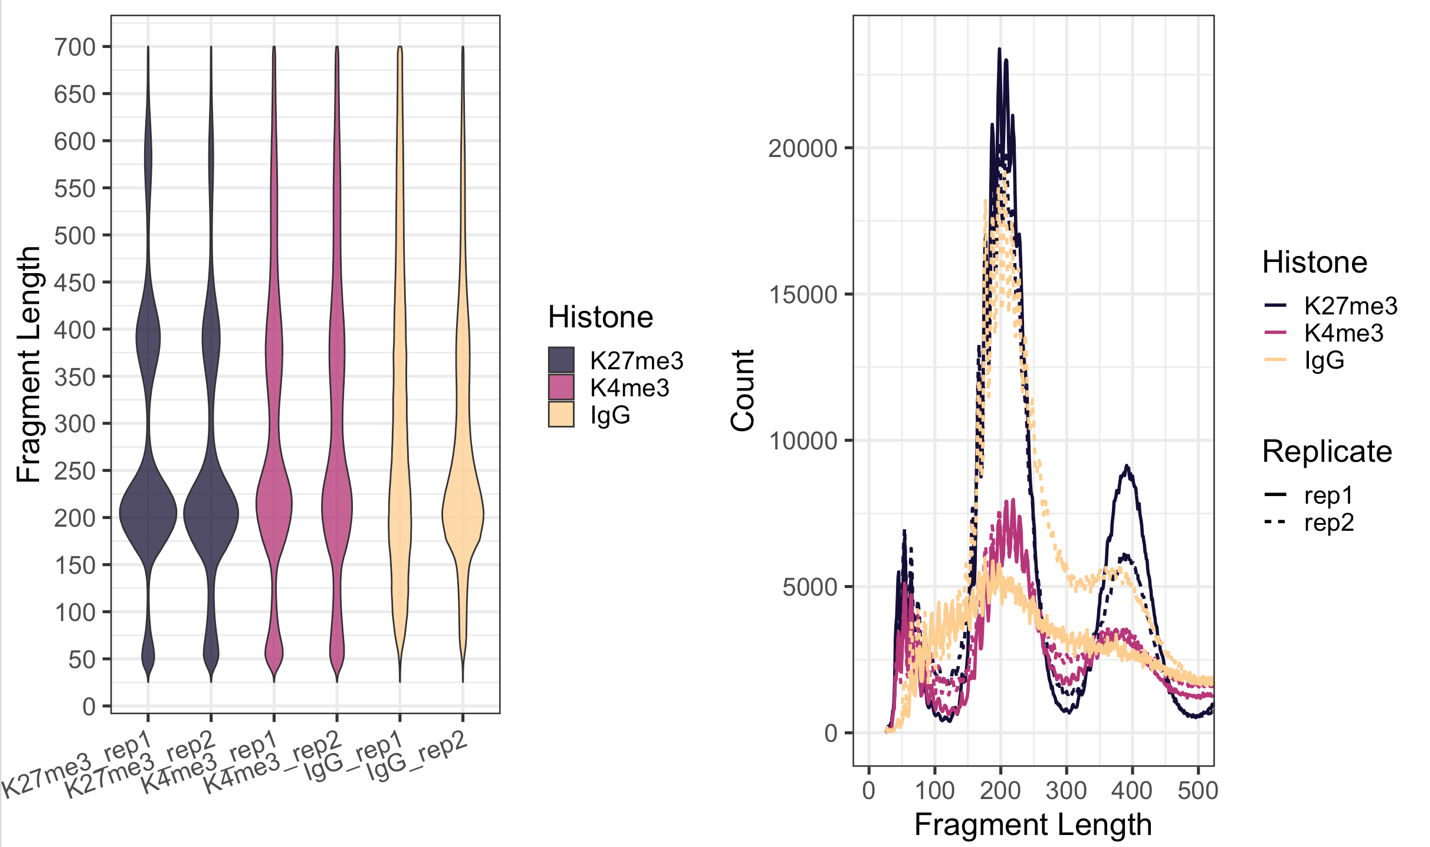 Fragment Length
700
650
600
550
500
450
400
350
300
250
200
150
100
50
0
K27me3_rep1
K27me3_rep2
K4me3_rep1
K4me3_rep2
IgG_rep1
IgG_rep2
Histone
K27me3
K4me3
IgG
Count
20000
15000
10000
5000
0
0 100 200 300 400 500
Fragment Length
Histone
K27me3
K4me3
IgG
Replicate
rep1
rep2